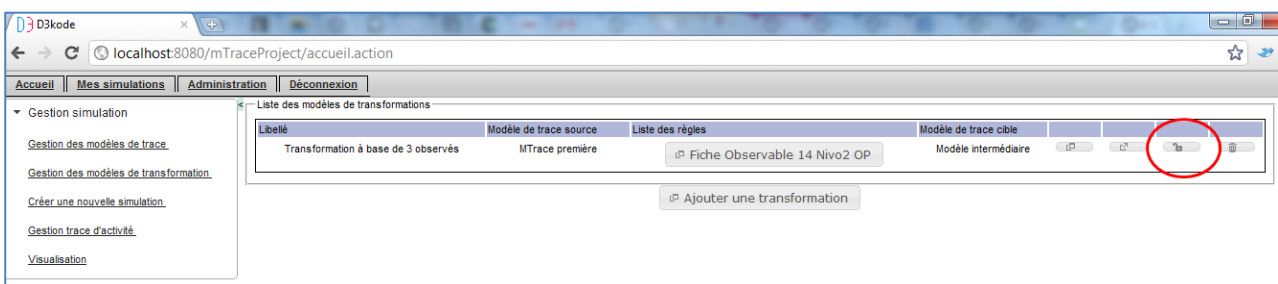 D3kode
localhost:8080/mTraceProject/accueil.action
Accueil Mes simulations Administration Déconnexion
Gestion simulation
Gestion des modèles de trace
Gestion des modèles de transformation
Créer une nouvelle simulation
Gestion trace d'activité
Visualisation
<
Liste des modèles de transformations
Libellé Modèle de trace source Liste des règles Modèle de trace cible
Transformation à base de 3 observés MTrace première Fiche Observable 14 Nivo2 OP Modèle intermédiaire
Ajouter une transformation